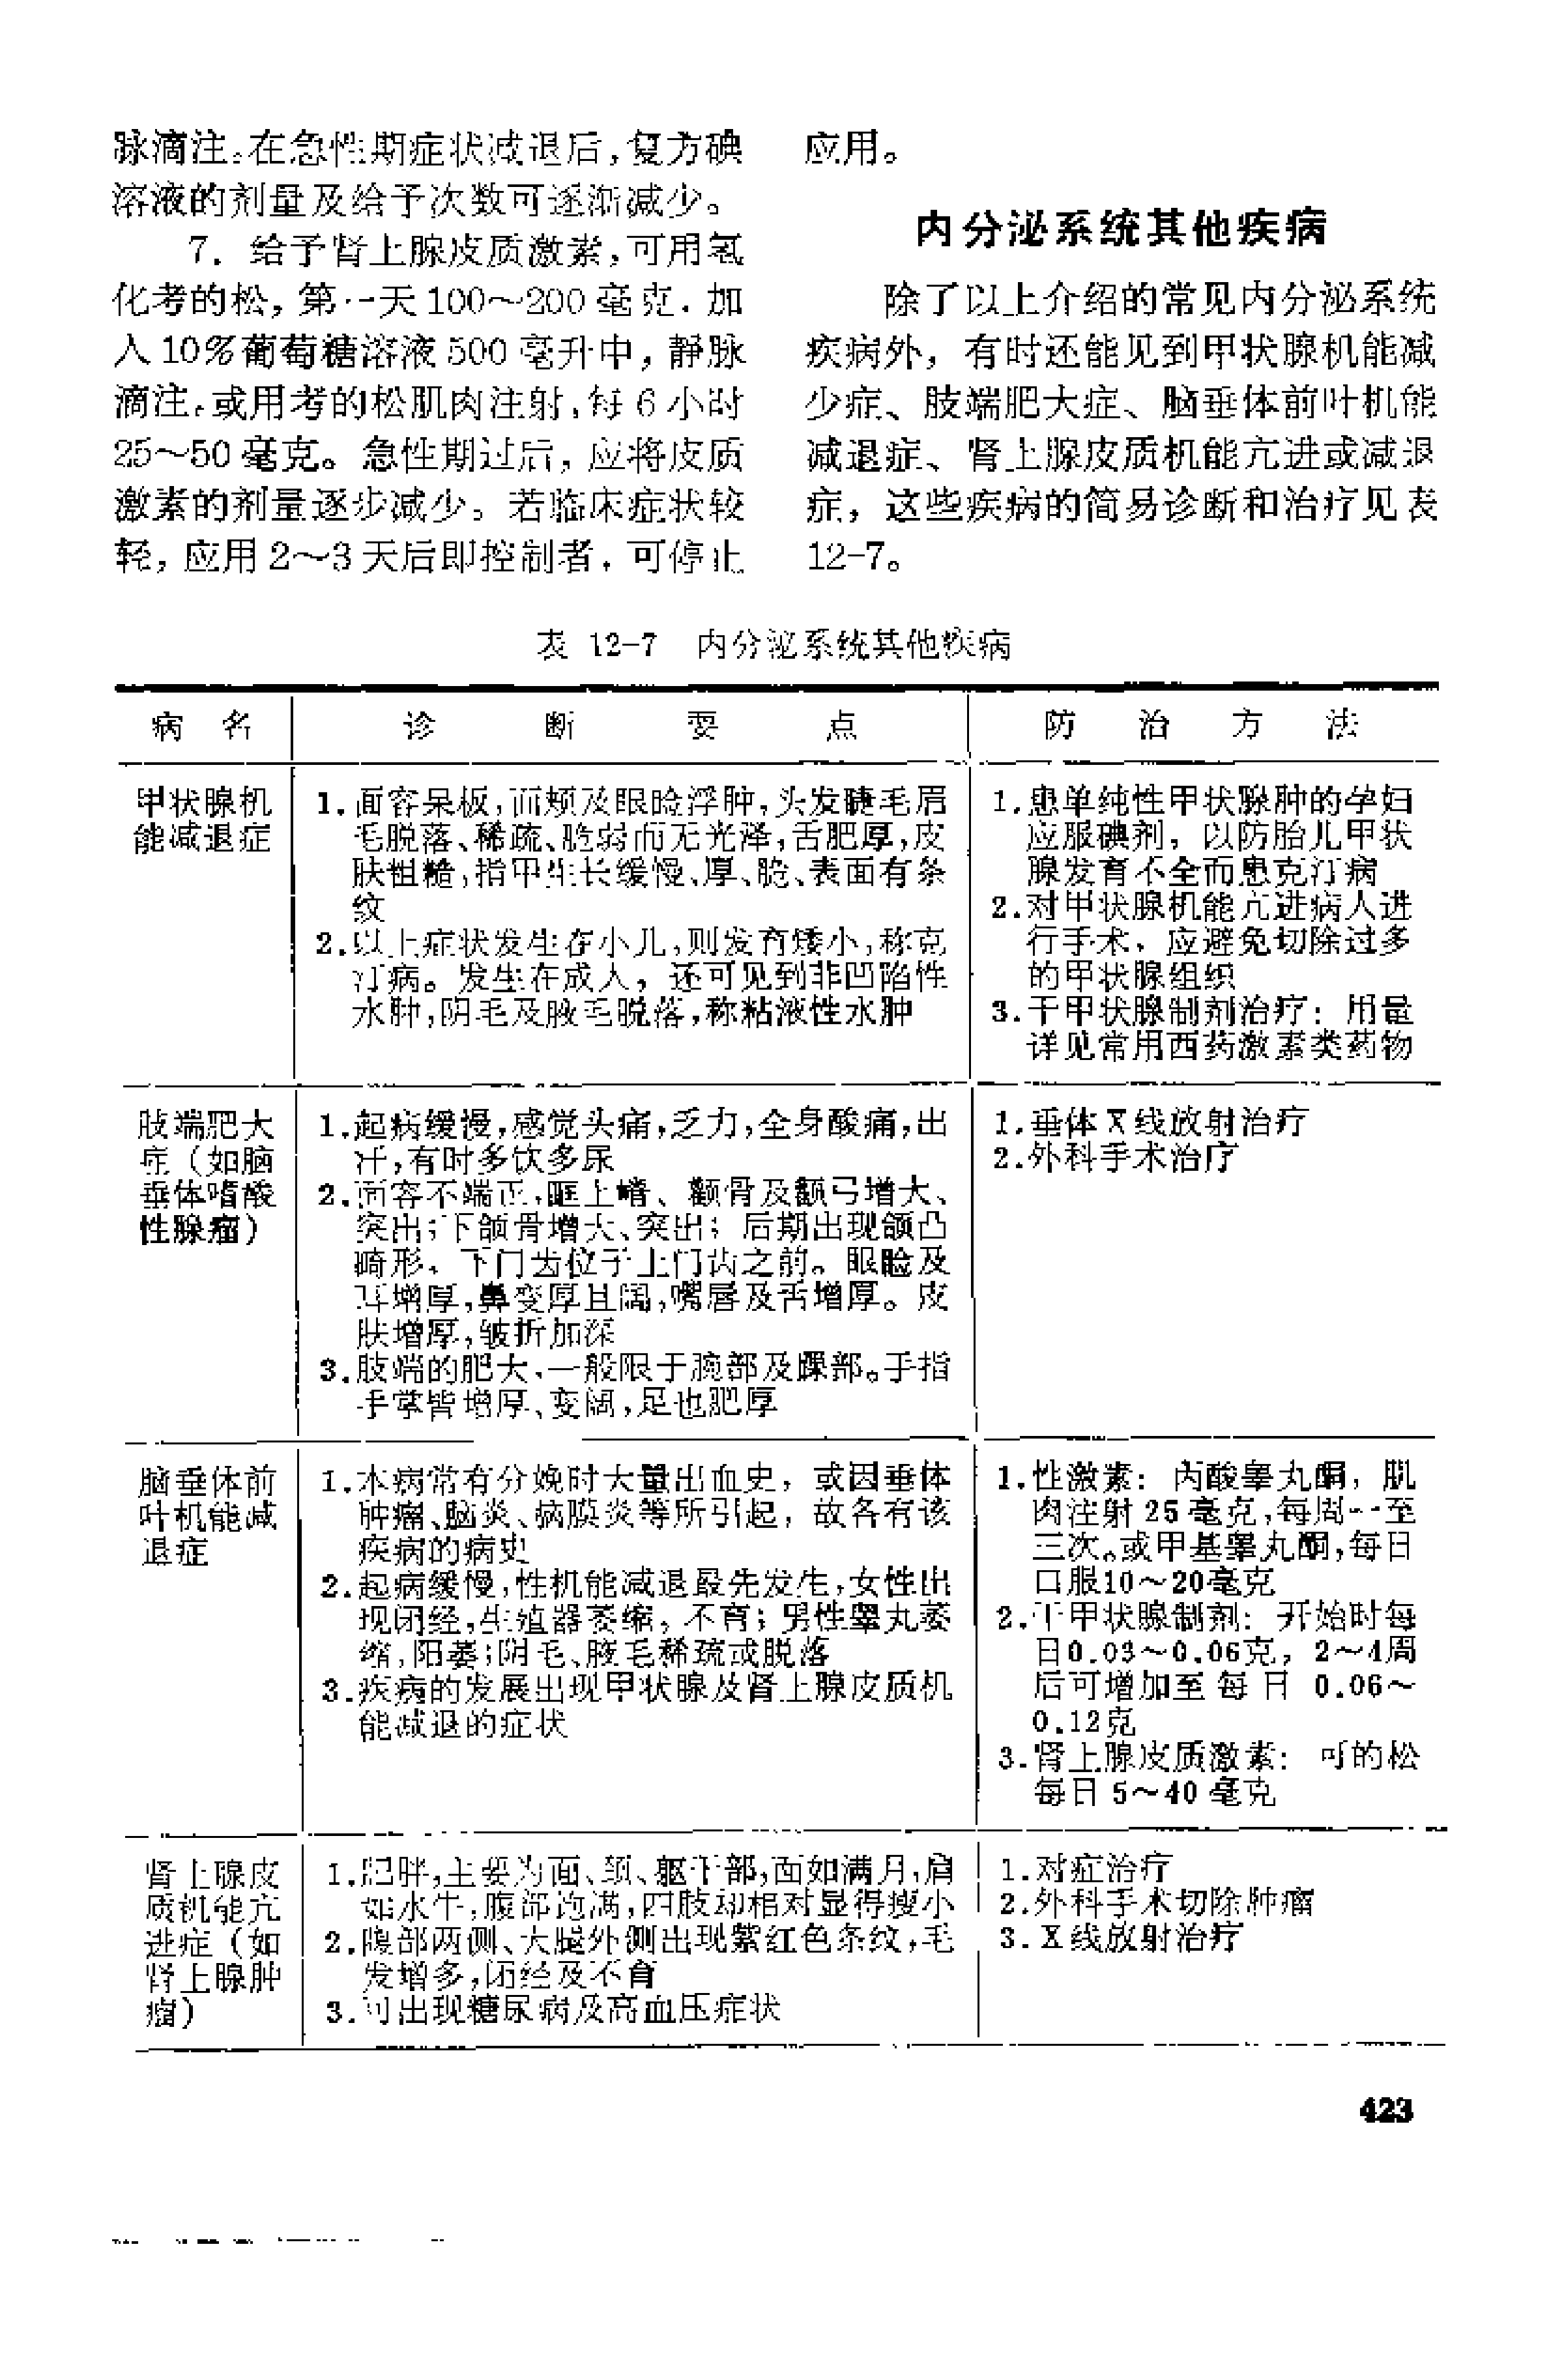 脉滴注。在急性期症状减退后，复方碘
溶液的剂量及给予次数可逐渐减少。
7. 给予肾上腺皮质激素，可用氢
化考的松，第一天100～200毫克．加
入10％葡萄糖溶液500毫升中，静脉
滴注。或用考的松肌肉注射，每6小时
25～50毫克。急性期过后，应将皮质
激素的剂量逐步减少。若临床症状较
轻，应用2～3天后即控制者，可停止
应用。
内分泌系统其他疾病
除了以上介绍的常见内分泌系统
疾病外，有时还能见到甲状腺机能减
少症、肢端肥大症、脑垂体前叶机能
减退症、肾上腺皮质机能亢进或减退
症，这些疾病的简易诊断和治疗见表
12-7。
表 12-7 内分泌系统其他疾病
病 名
诊 断 要 点
防 治 方 法
甲状腺机
能减退症
1.面容呆板，面颊及眼睑浮肿，头发睫毛眉
毛脱落、稀疏、脆弱而无光泽，舌肥厚，皮
肤粗糙，指甲生长缓慢、厚、脆、表面有条
纹
2.以上症状发生在小儿，则发育矮小，称克
汀病。发生在成人，还可见到非凹陷性
水肿，阴毛及腋毛脱落，称粘液性水肿
1.患单纯性甲状腺肿的孕妇
应服碘剂，以防胎儿甲状
腺发育不全而患克汀病
2.对甲状腺机能亢进病人进
行手术，应避免切除过多
的甲状腺组织
3.干甲状腺制剂治疗：用量
详见常用西药激素类药物
肢端肥大
症（如脑
垂体嗜酸
性腺瘤）
1.起病缓慢，感觉头痛，乏力，全身酸痛，出
汗，有时多饮多尿
2.面容不端正，眶上嵴、颧骨及颧弓增大、
突出；下颌骨增大、突出；后期出现颌凸
畸形，下门齿位于上门齿之前。眼睑及
耳增厚，鼻变厚且阔，嘴唇及舌增厚。皮
肤增厚，皱折加深
3.肢端的肥大，一般限于腕部及踝部。手指
手掌皆增厚、变阔，足也肥厚
1.垂体X线放射治疗
2.外科手术治疗
脑垂体前
叶机能减
退症
1.本病常有分娩时大量出血史，或因垂体
肿瘤、脑炎、脑膜炎等所引起，故各有该
疾病的病史
2.起病缓慢，性机能减退最先发生，女性出
现闭经，生殖器萎缩，不育；男性睾丸萎
缩，阳萎；阴毛、腋毛稀疏或脱落
3.疾病的发展出现甲状腺及肾上腺皮质机
能减退的症状
1.性激素：丙酸睾丸酮，肌
肉注射25毫克，每周一至
三次。或甲基睾丸酮，每日
口服10～20毫克
2.干甲状腺制剂：开始时每
日0.03～0.06克，2～4周
后可增加至每日 0.06～
0.12克
3.肾上腺皮质激素：可的松
每日5～40毫克
肾上腺皮
质机能亢
进症（如
肾上腺肿
瘤）
1.肥胖，主要为面、颈、躯干部，面如满月，肩
如水牛，腹部饱满，四肢却相对显得瘦小
2.腹部两侧、大腿外侧出现紫红色条纹，毛
发增多，闭经及不育
3.可出现糖尿病及高血压症状
1.对症治疗
2.外科手术切除肿瘤
3.X线放射治疗
423